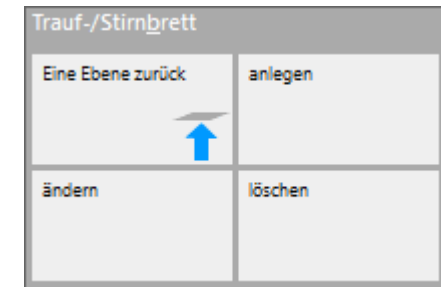 Trauf-/Stirnbrett
Eine Ebene zurück
anlegen
ändern
löschen